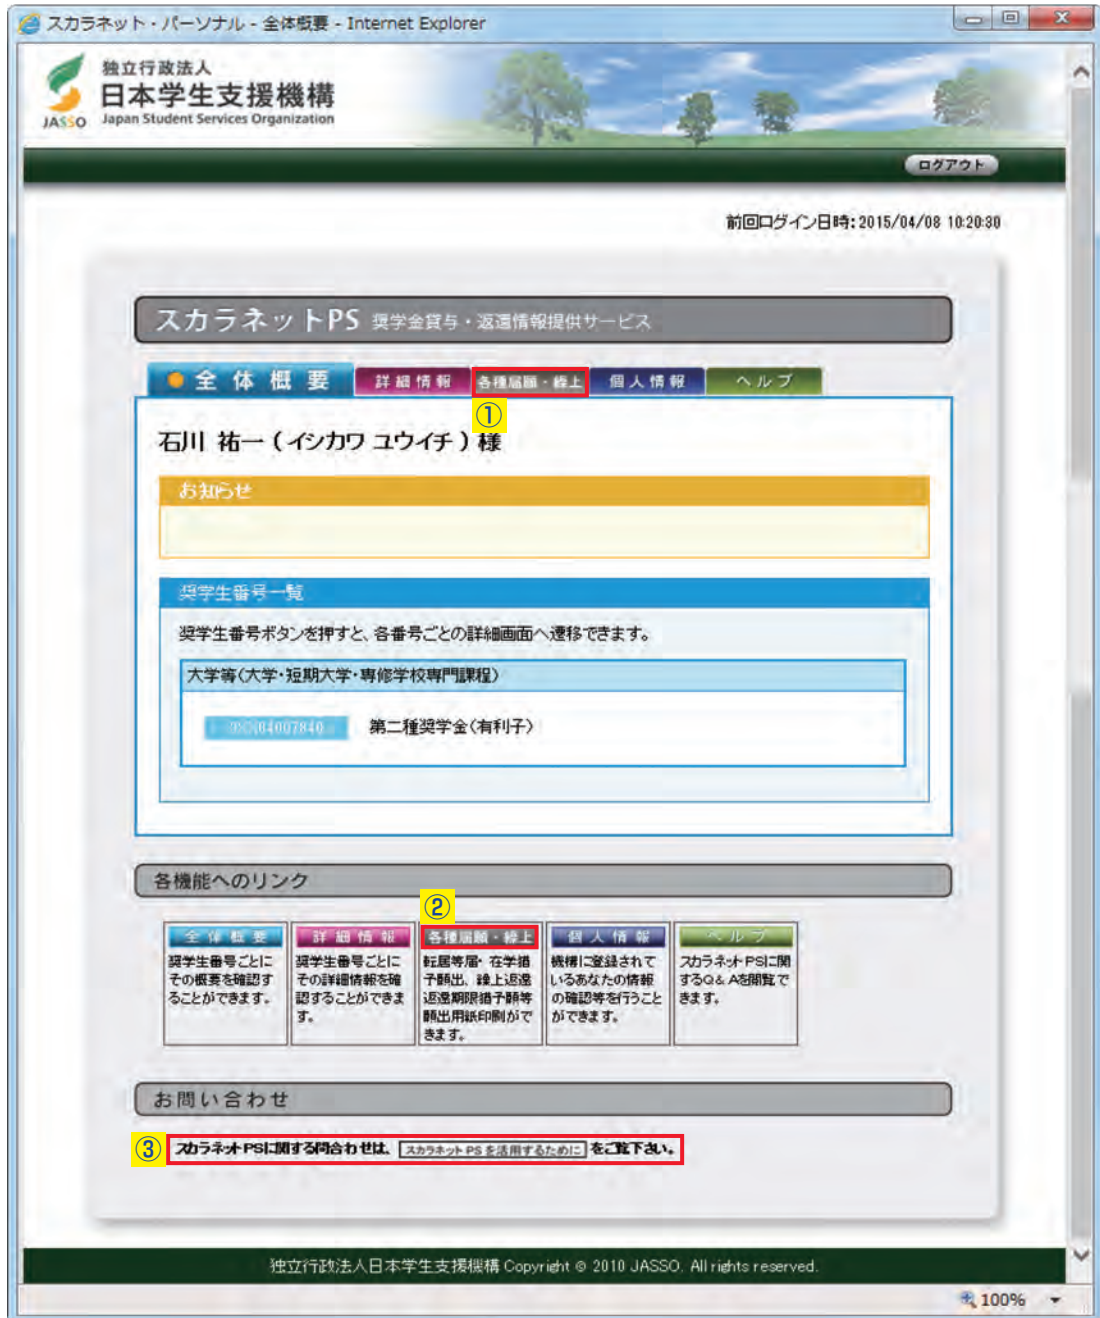 スカラネット・パーソナル - 全体概要 - Internet Explorer
独立行政法人
日本学生支援機構
JASSO Japan Student Services Organization
ログアウト
前回ログイン日時：2015/04/08 10:20:30
スカラネットPS 奨学金貸与・返還情報提供サービス
全体概要 詳細情報 各種届願・繰上 個人情報 ヘルプ
①
石川 祐一（イシカワ ユウイチ）様
お知らせ
奨学生番号一覧
奨学生番号ボタンを押すと、各番号ごとの詳細画面へ遷移できます。
大学等（大学・短期大学・専修学校専門課程）
第二種奨学金（有利子）
各機能へのリンク
②
全体概要
奨学生番号ごとに
その概要を確認す
ることができます。
詳細情報
奨学生番号ごとに
その詳細情報を確
認することができま
す。
各種届願・繰上
転居等届・在学猶
予願出、繰上返還
返還期限猶予願等
願出用紙印刷がで
きます。
個人情報
機構に登録されて
いるあなたの情報
の確認等を行うこと
ができます。
ヘルプ
スカラネットPSに関
するQ&Aを閲覧で
きます。
お問い合わせ
③ スカラネットPSに関する問合わせは、スカラネットPSを活用するために をご覧下さい。
独立行政法人日本学生支援機構 Copyright © 2010 JASSO. All rights reserved.
100%